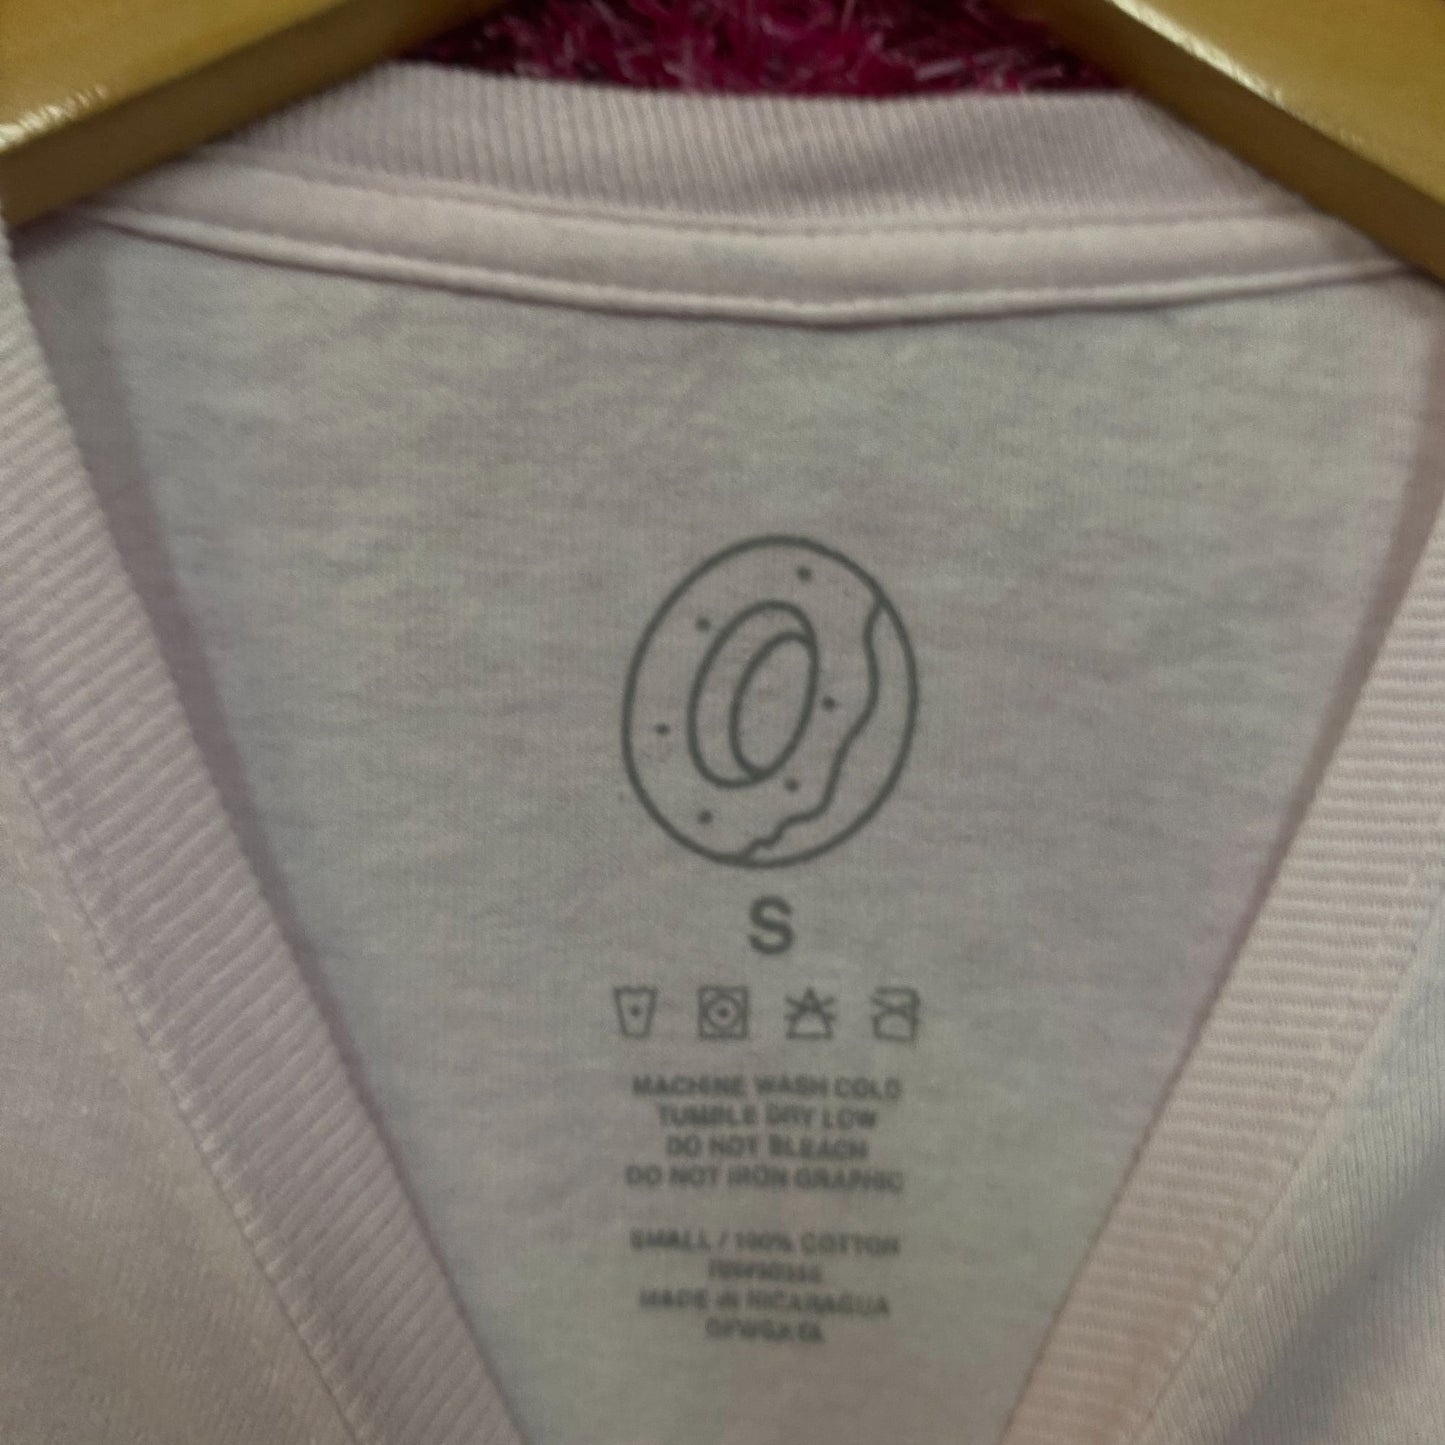 S
MACHINE WASH COLD
TUMBLE DRY LOW
DO NOT BLEACH
DO NOT IRON GRAPHIC
SMALL / 100% COTTON
MADE IN NICARAGUA